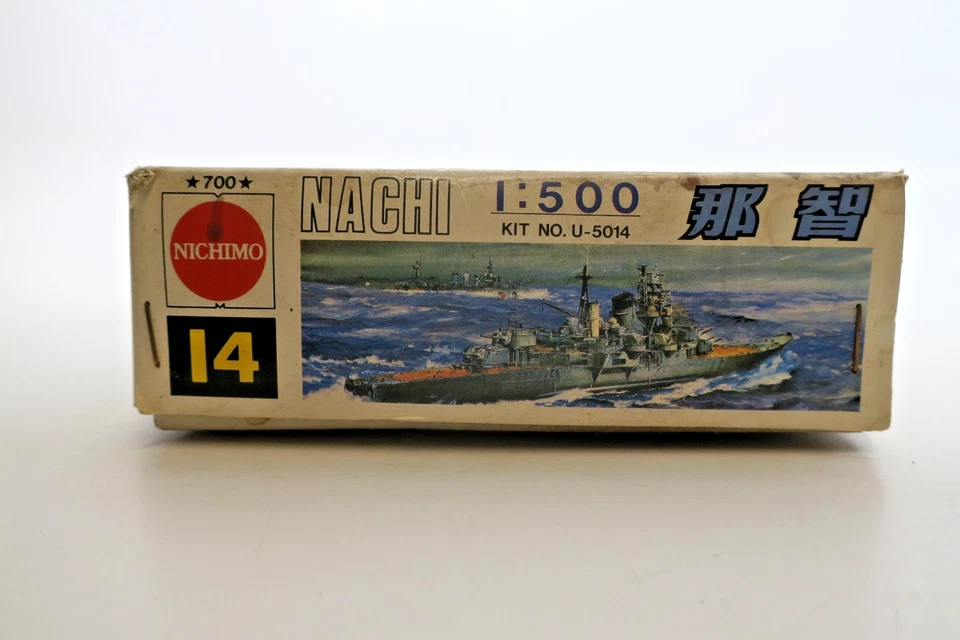 ★700★
NICHIMO
14
NACHI
1:500
KIT NO. U-5014
那智